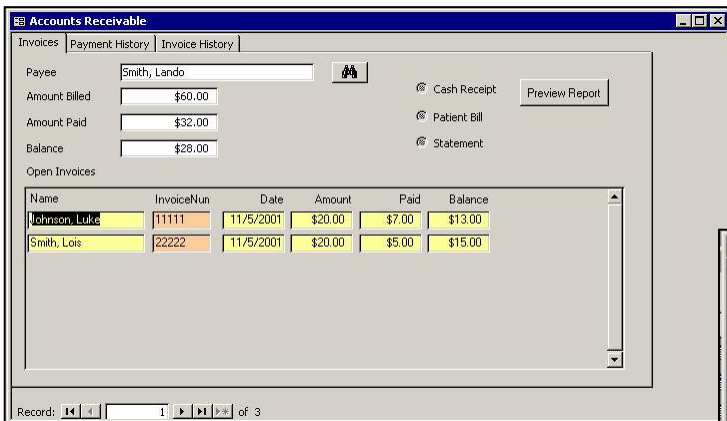 Accounts Receivable
Invoices Payment History Invoice History
Payee Smith, Lando
Amount Billed $60.00
Amount Paid $32.00
Balance $28.00
Cash Receipt
Patient Bill
Statement
Preview Report
Open Invoices
Name InvoiceNun Date Amount Paid Balance
Johnson, Luke 11111 11/5/2001 $20.00 $7.00 $13.00
Smith, Lois 22222 11/5/2001 $20.00 $5.00 $15.00
Record: 1 of 3